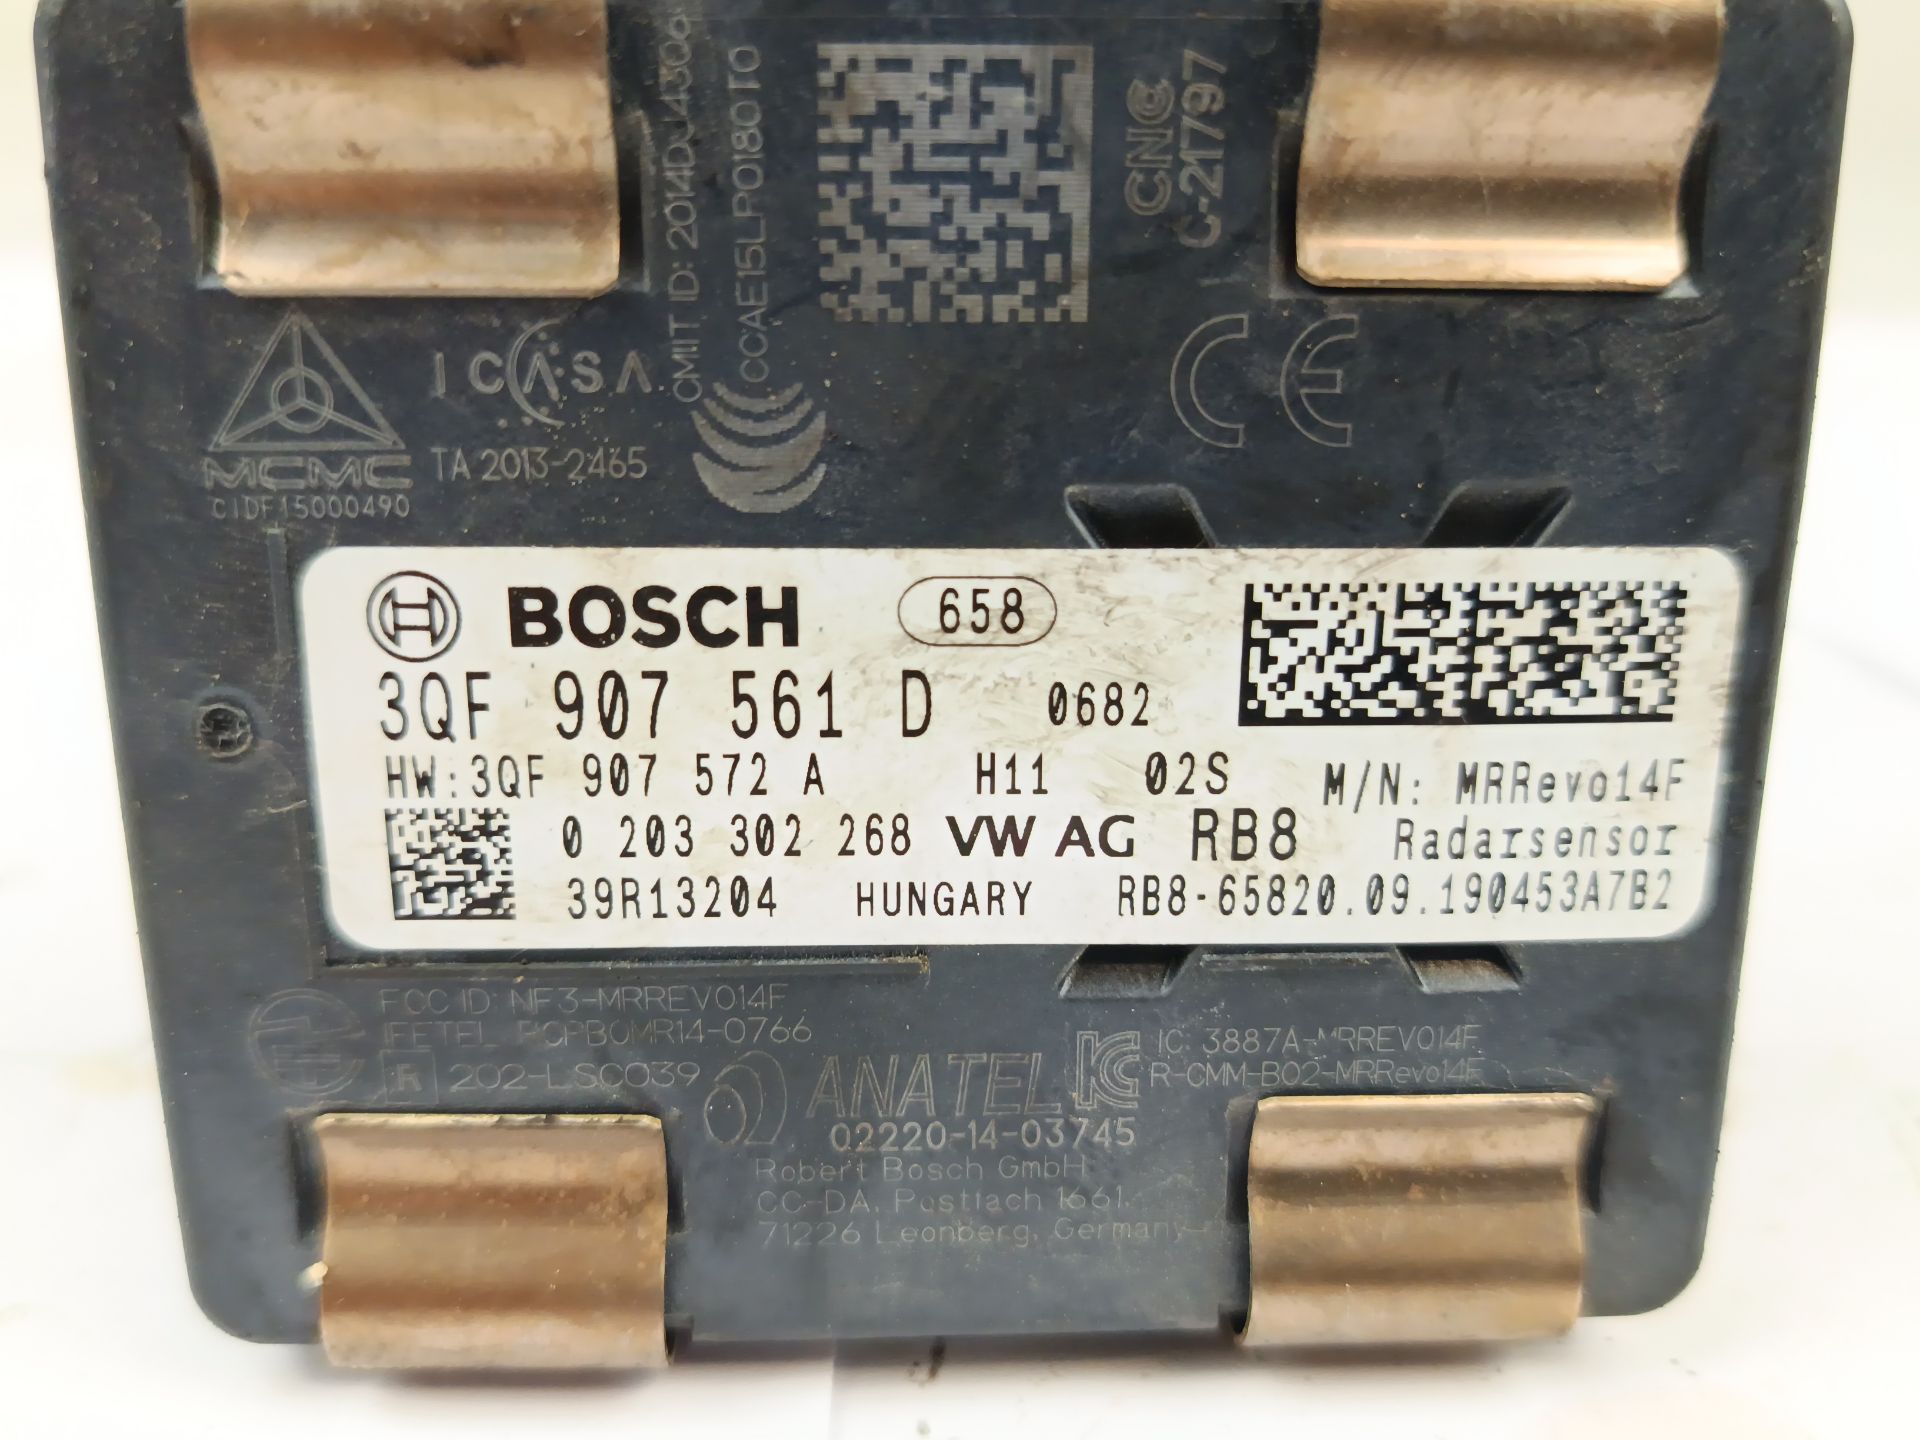 CMIIT ID: 2014DJ4306
CCAE15LP0180T0
CNC
C-21797
ICASA
TA 2013-2465
MCMC
CIDF15000490
CE
BOSCH 658
3QF 907 561 D 0682
HW:3QF 907 572 A H11 02S M/N: MRRevo14F
0 203 302 268 VW AG RB8 Radarsensor
39R13204 HUNGARY RB8-65820.09.190453A7B2
FCC ID: NF3-MRREVO14F
IFETEL: RCPBOMR14-0766
R 202-LSC039
ANATEL
02220-14-03745
IC: 3887A-MRREVO14F
R-CMM-B02-MRRevo14F
Robert Bosch GmbH
CC-DA, Postfach 1661,
71226 Leonberg, Germany